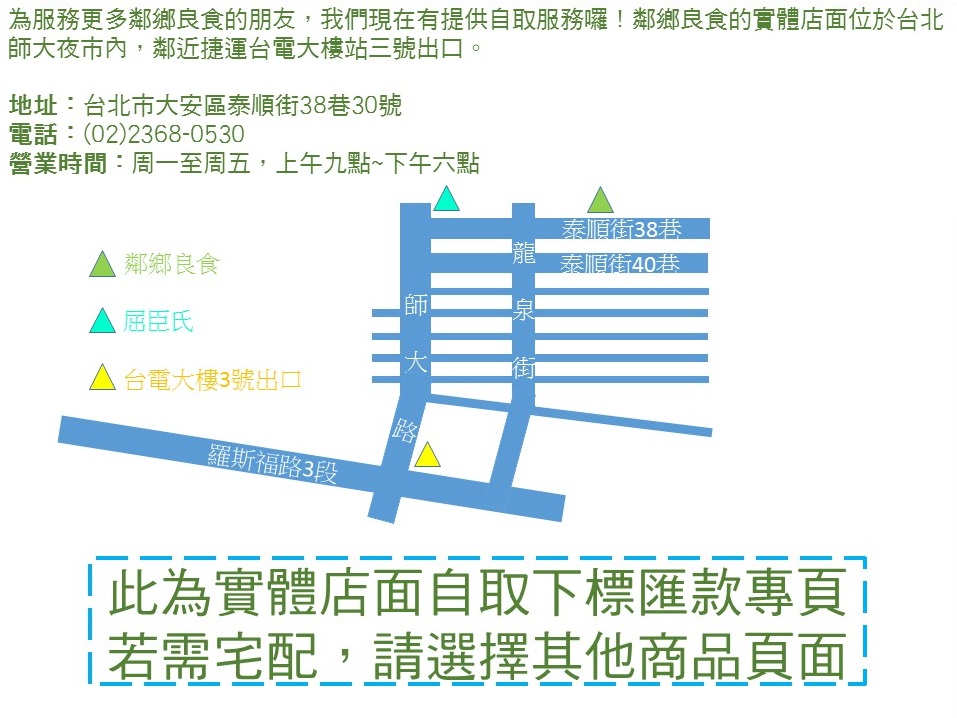 為服務更多鄰鄉良食的朋友，我們現在有提供自取服務囉！鄰鄉良食的實體店面位於台北
師大夜市內，鄰近捷運台電大樓站三號出口。
地址：台北市大安區泰順街38巷30號
電話：(02)2368-0530
營業時間：周一至周五，上午九點~下午六點
泰順街38巷
泰順街40巷
龍泉街
師大路
鄰鄉良食
屈臣氏
台電大樓3號出口
羅斯福路3段
此為實體店面自取下標匯款專頁
若需宅配，請選擇其他商品頁面